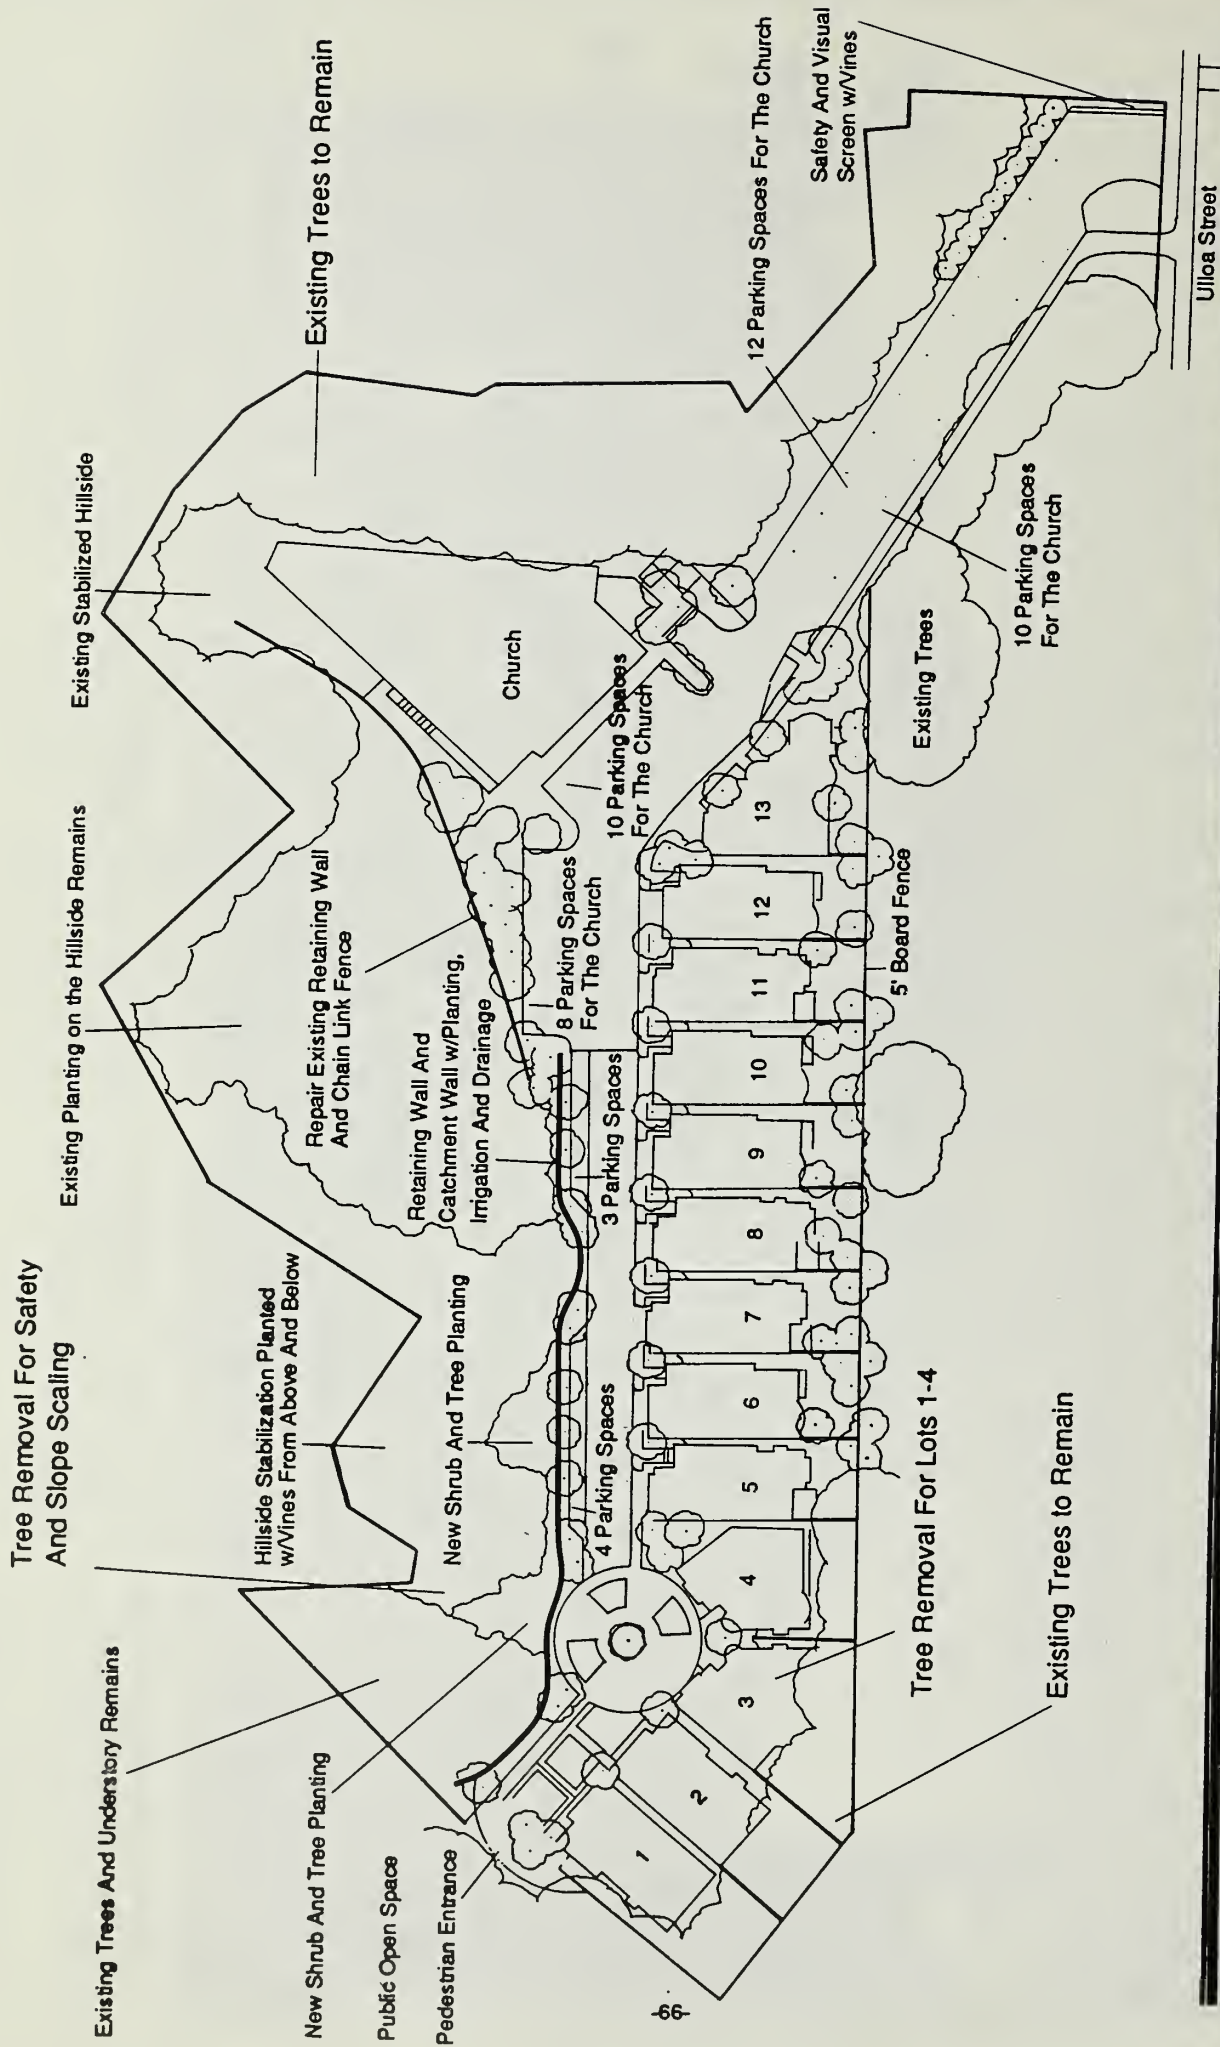 Tree Removal For Safety
And Slope Scaling
Existing Trees And Understory Remains
Hillside Stabilization Planted
w/Vines From Above And Below
Existing Planting on the Hillside Remains
Existing Stabilized Hillside
Existing Trees to Remain
New Shrub And Tree Planting
Public Open Space
Pedestrian Entrance
New Shrub And Tree Planting
Repair Existing Retaining Wall
And Chain Link Fence
Retaining Wall And
Catchment Wall w/Planting,
Irrigation And Drainage
Church
8 Parking Spaces
For The Church
10 Parking Spaces
For The Church
12 Parking Spaces For The Church
Safety And Visual
Screen w/Vines
4 Parking Spaces
3 Parking Spaces
1
2
3
4
5
6
7
8
9
10
11
12
13
Existing Trees
10 Parking Spaces
For The Church
5' Board Fence
Tree Removal For Lots 1-4
Existing Trees to Remain
Ulloa Street
-66-